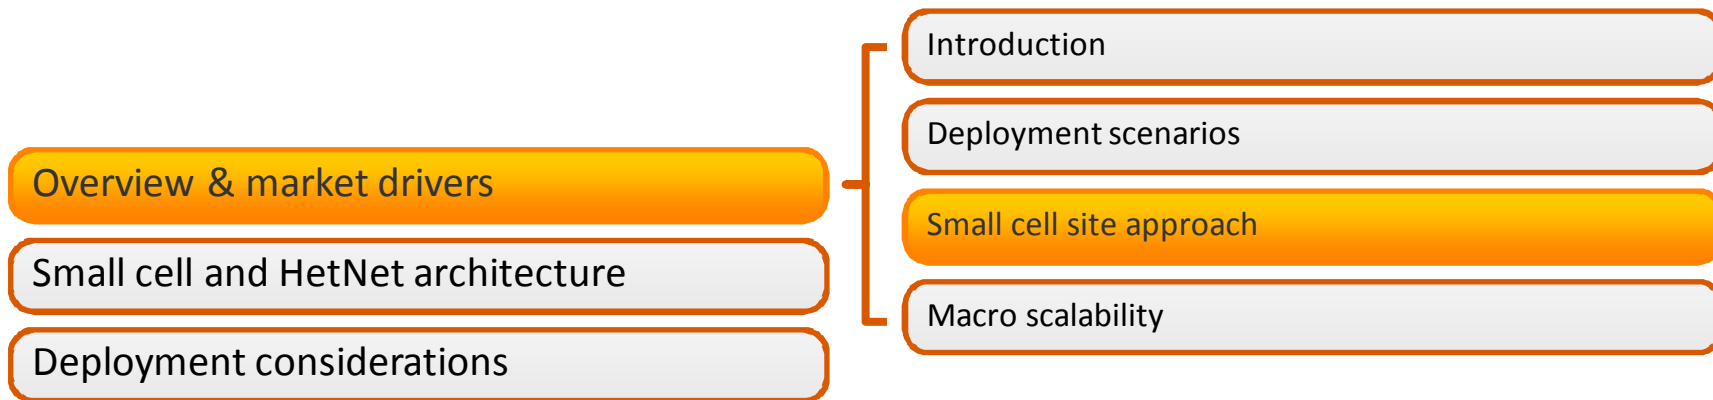 Overview & market drivers
Small cell and HetNet architecture
Deployment considerations
Introduction
Deployment scenarios
Small cell site approach
Macro scalability